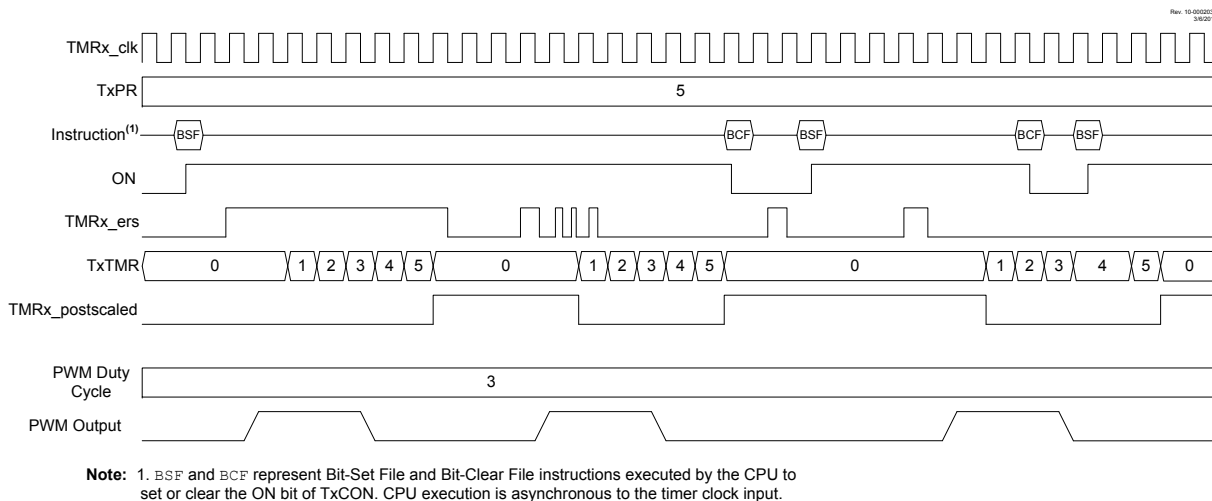 Rev. 10-000203
3/6/201
TMRx_clk
TxPR
5
Instruction(1)
BSF
BCF
BSF
BCF
BSF
ON
TMRx_ers
TxTMR
0 1 2 3 4 5 0 1 2 3 4 5 0 1 2 3 4 5 0
TMRx_postscaled
PWM Duty
Cycle
3
PWM Output
Note: 1. BSF and BCF represent Bit-Set File and Bit-Clear File instructions executed by the CPU to
set or clear the ON bit of TxCON. CPU execution is asynchronous to the timer clock input.